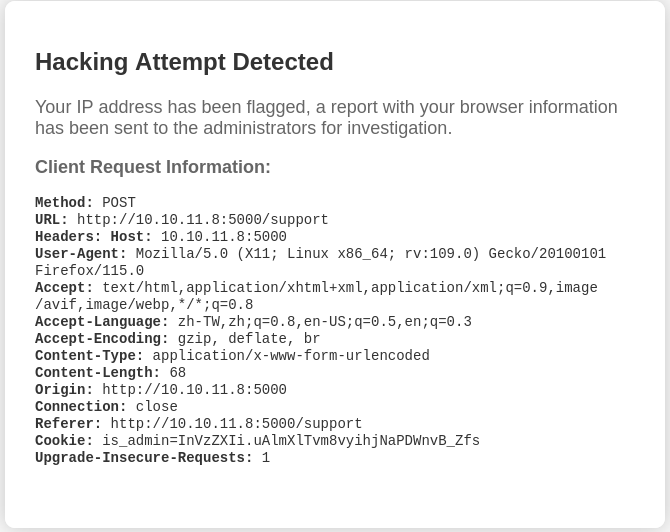 Hacking Attempt Detected
Your IP address has been flagged, a report with your browser information
has been sent to the administrators for investigation.
Client Request Information:
Method: POST
URL: http://10.10.11.8:5000/support
Headers: Host: 10.10.11.8:5000
User-Agent: Mozilla/5.0 (X11; Linux x86_64; rv:109.0) Gecko/20100101
Firefox/115.0
Accept: text/html,application/xhtml+xml,application/xml;q=0.9,image
/avif,image/webp,*/*;q=0.8
Accept-Language: zh-TW,zh;q=0.8,en-US;q=0.5,en;q=0.3
Accept-Encoding: gzip, deflate, br
Content-Type: application/x-www-form-urlencoded
Content-Length: 68
Origin: http://10.10.11.8:5000
Connection: close
Referer: http://10.10.11.8:5000/support
Cookie: is_admin=InVzZXIi.uAlmXlTvm8vyihjNaPDWnvB_Zfs
Upgrade-Insecure-Requests: 1